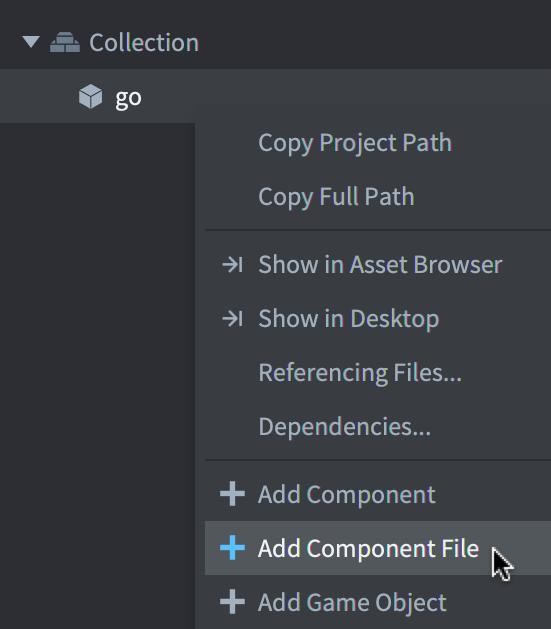 Collection
go
Copy Project Path
Copy Full Path
Show in Asset Browser
Show in Desktop
Referencing Files...
Dependencies...
Add Component
Add Component File
Add Game Object